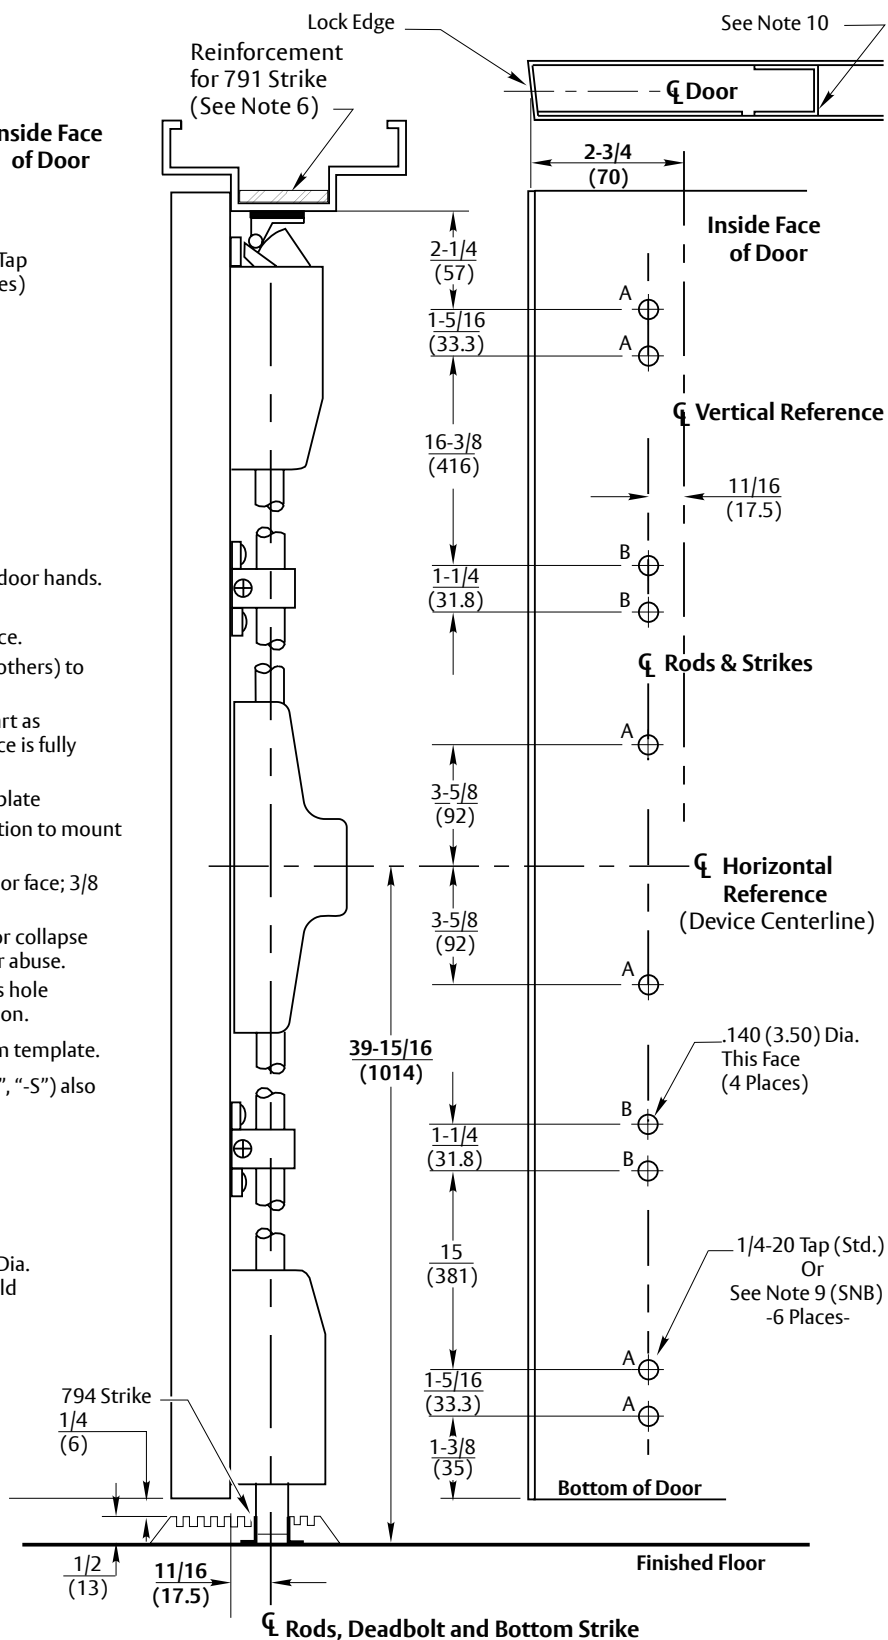 Lock Edge
See Note 10
Reinforcement
for 791 Strike
(See Note 6)
℄ Door
Inside Face
of Door
2-3/4
(70)
Inside Face
of Door
Tap
2-1/4
(57)
A
1-5/16
(33.3)
A
℄ Vertical Reference
16-3/8
(416)
11/16
(17.5)
B
door hands.
1-1/4
(31.8)
B
others) to
℄ Rods & Strikes
art as
ce is fully
A
3-5/8
(92)
plate
tion to mount
℄ Horizontal
Reference
(Device Centerline)
or face; 3/8
3-5/8
(92)
or collapse
r abuse.
A
s hole
on.
39-15/16
(1014)
.140 (3.50) Dia.
This Face
(4 Places)
m template.
”, “-S”) also
B
1-1/4
(31.8)
B
15
(381)
1/4-20 Tap (Std.)
Or
See Note 9 (SNB)
-6 Places-
Dia.
ld
A
1-5/16
(33.3)
A
794 Strike
1/4
(6)
1-3/8
(35)
Bottom of Door
1/2
(13)
11/16
(17.5)
Finished Floor
℄ Rods, Deadbolt and Bottom Strike